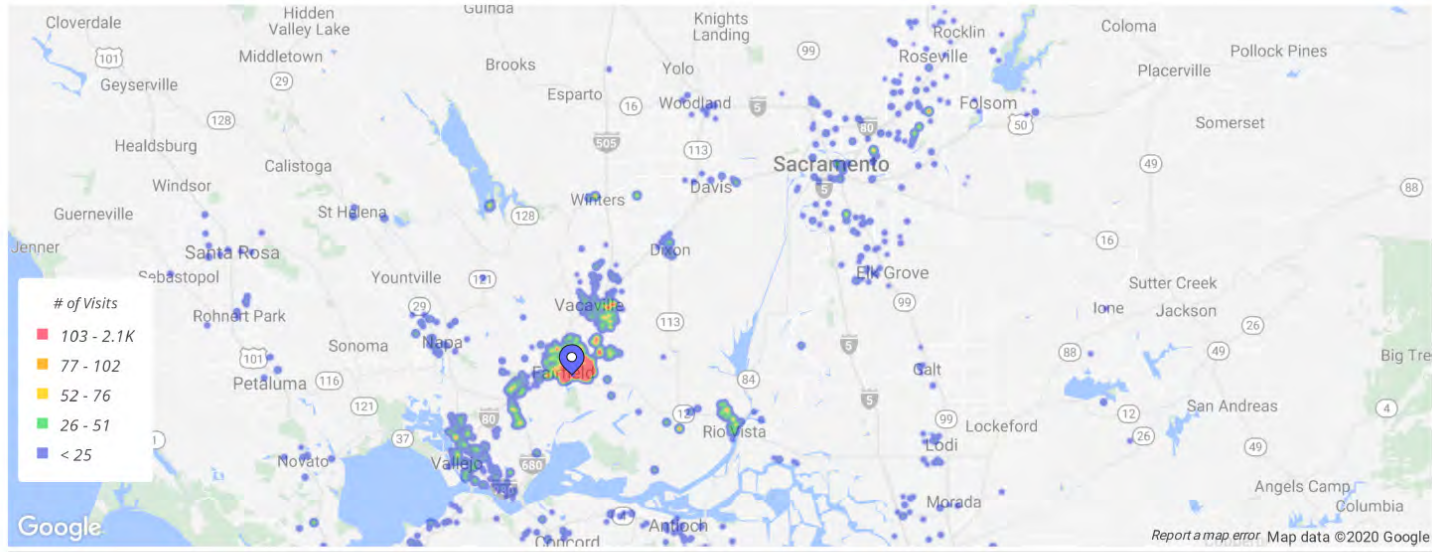 Cloverdale
Hidden
Valley Lake
Guinda
Knights
Landing
Rocklin
Coloma
101
Middletown
99
Roseville
Pollock Pines
Geyserville
29
Brooks
Yolo
Placerville
Esparto
16
Woodland
5
Folsom
128
80
50
Somerset
Healdsburg
505
113
Calistoga
Sacramento
49
Windsor
Davis
5
88
Guerneville
St Helena
128
Winters
Jenner
Santa Rosa
Dixon
16
Sebastopol
Yountville
121
Elk Grove
Sutter Creek
# of Visits
29
Vacaville
99
Ione
Jackson
103 - 2.1K
Rohnert Park
113
26
77 - 102
Napa
Sonoma
5
88
49
52 - 76
101
Fairfield
Galt
Big Tre
26 - 51
Petaluma
116
84
< 25
121
80
12
5
99
12
San Andreas
4
1
37
Rio Vista
Lockeford
26
Novato
Vallejo
680
Lodi
49
Angels Camp
Morada
Columbia
Google
4
Antioch
Concord
Report a map error
Map data ©2020 Google